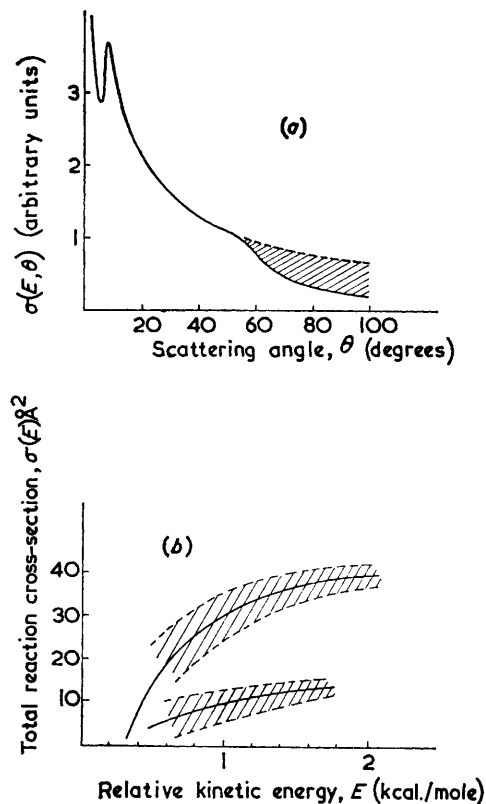 σ(E,θ) (arbitrary units)
3
2
1
(a)
20 40 60 80 100
Scattering angle, θ (degrees)
Total reaction cross-section, σ(E)Å²
40
30
20
10
(b)
1 2
Relative kinetic energy, E (kcal./mole)